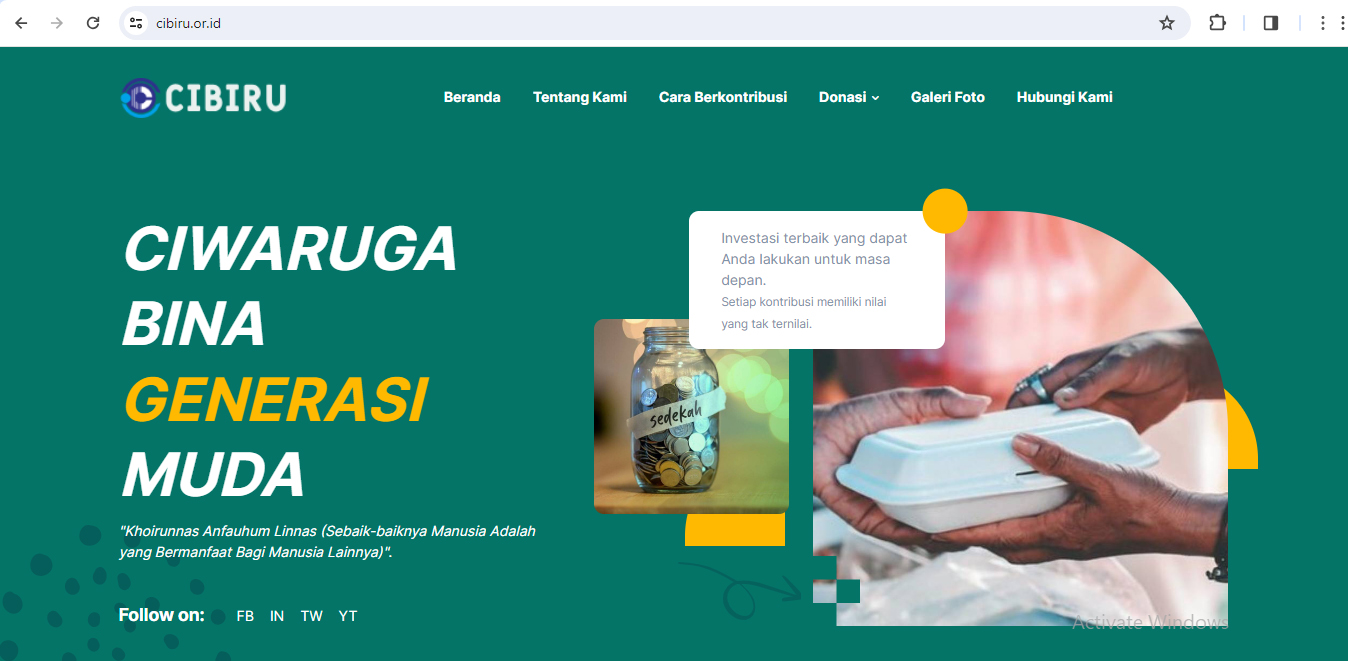 cibiru.or.id
CIBIRU
Beranda
Tentang Kami
Cara Berkontribusi
Donasi
Galeri Foto
Hubungi Kami
CIWARUGA
BINA
GENERASI
MUDA
"Khoirunnas Anfauhum Linnas (Sebaik-baiknya Manusia Adalah
yang Bermanfaat Bagi Manusia Lainnya)".
Follow on:
FB IN TW YT
Investasi terbaik yang dapat
Anda lakukan untuk masa
depan.
Setiap kontribusi memiliki nilai
yang tak ternilai.
sedekah
Activate Windows